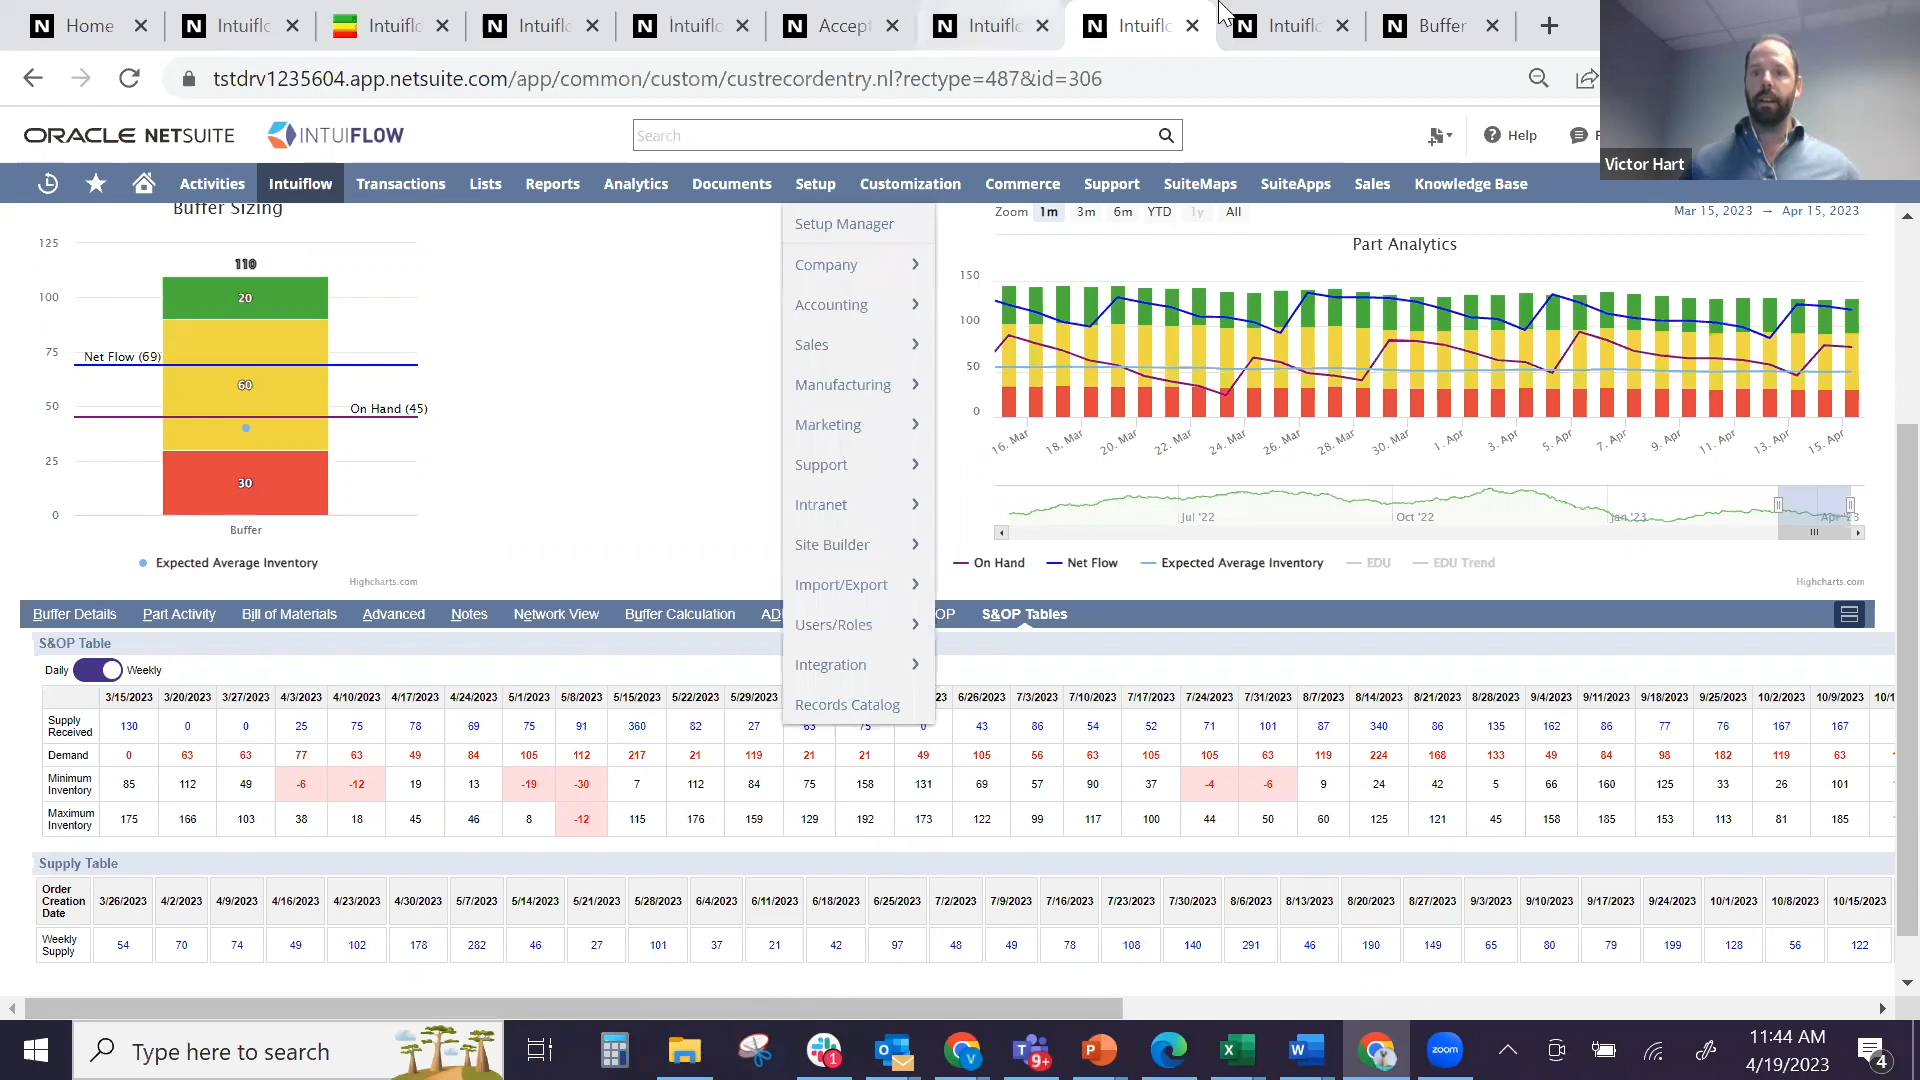 Home
Intuiflo
Intuiflo
Intuiflo
Intuiflo
Accept
Intuiflo
Intuiflo
Intuiflo
Buffer
tstdrv1235604.app.netsuite.com/app/common/custom/custrecordentry.nl?rectype=487&id=306
ORACLE NETSUITE
INTUIFLOW
Search
Help
Victor Hart
Activities Intuiflow Transactions Lists Reports Analytics Documents Setup Customization Commerce Support SuiteMaps SuiteApps Sales Knowledge Base
Buffer Sizing
125
100
75
50
25
0
110
20
60
30
Net Flow (69)
On Hand (45)
Buffer
Expected Average Inventory
Highcharts.com
Setup Manager
Company
Accounting
Sales
Manufacturing
Marketing
Support
Intranet
Site Builder
Import/Export
Users/Roles
Integration
Records Catalog
Zoom 1m 3m 6m YTD 1y All
Mar 15, 2023 → Apr 15, 2023
Part Analytics
150
100
50
0
16. Mar 18. Mar 20. Mar 22. Mar 24. Mar 26. Mar 28. Mar 30. Mar 1. Apr 3. Apr 5. Apr 7. Apr 9. Apr 11. Apr 13. Apr 15. Apr
Jul '22 Oct '22 Jan '23 Apr '23
On Hand Net Flow Expected Average Inventory EDU EDU Trend
Highcharts.com
Buffer Details Part Activity Bill of Materials Advanced Notes Network View Buffer Calculation AD OP S&OP Tables
S&OP Table
Daily Weekly
3/15/2023 3/20/2023 3/27/2023 4/3/2023 4/10/2023 4/17/2023 4/24/2023 5/1/2023 5/8/2023 5/15/2023 5/22/2023 5/29/2023 6/26/2023 7/3/2023 7/10/2023 7/17/2023 7/24/2023 7/31/2023 8/7/2023 8/14/2023 8/21/2023 8/28/2023 9/4/2023 9/11/2023 9/18/2023 9/25/2023 10/2/2023 10/9/2023 10/1
Supply Received 130 0 0 25 75 78 69 75 91 360 82 27 63 75 0 43 86 54 52 71 101 87 340 86 135 162 86 77 76 167 167
Demand 0 63 63 77 63 49 84 105 112 217 21 119 21 21 49 105 56 63 105 105 63 119 224 168 133 49 84 98 182 119 63
Minimum Inventory 85 112 49 -6 -12 19 13 -19 -30 7 112 84 75 158 131 69 57 90 37 -4 -6 9 24 42 5 66 160 125 33 26 101
Maximum Inventory 175 166 103 38 18 45 46 8 -12 115 176 159 129 192 173 122 99 117 100 44 50 60 125 121 45 158 185 153 113 81 185
Supply Table
Order Creation Date 3/26/2023 4/2/2023 4/9/2023 4/16/2023 4/23/2023 4/30/2023 5/7/2023 5/14/2023 5/21/2023 5/28/2023 6/4/2023 6/11/2023 6/18/2023 6/25/2023 7/2/2023 7/9/2023 7/16/2023 7/23/2023 7/30/2023 8/6/2023 8/13/2023 8/20/2023 8/27/2023 9/3/2023 9/10/2023 9/17/2023 9/24/2023 10/1/2023 10/8/2023 10/15/2023
Weekly Supply 54 70 74 49 102 178 282 46 27 101 37 21 42 97 48 49 78 108 140 291 46 190 149 65 80 79 199 128 56 122
Type here to search
zoom
11:44 AM
4/19/2023
4